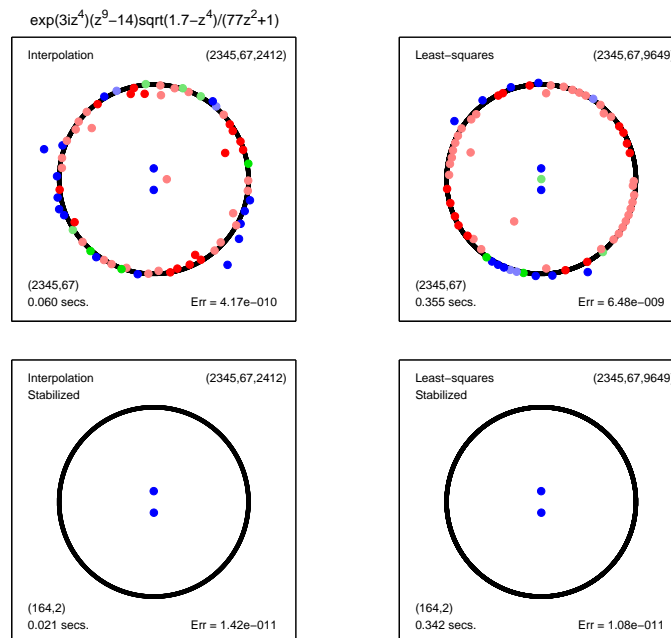 exp(3iz⁴)(z⁹−14)sqrt(1.7−z⁴)/(77z²+1)
Interpolation (2345,67,2412)
(2345,67)
0.060 secs. Err = 4.17e−010
Least−squares (2345,67,9649)
(2345,67)
0.355 secs. Err = 6.48e−009
Interpolation (2345,67,2412)
Stabilized
(164,2)
0.021 secs. Err = 1.42e−011
Least−squares (2345,67,9649)
Stabilized
(164,2)
0.342 secs. Err = 1.08e−011